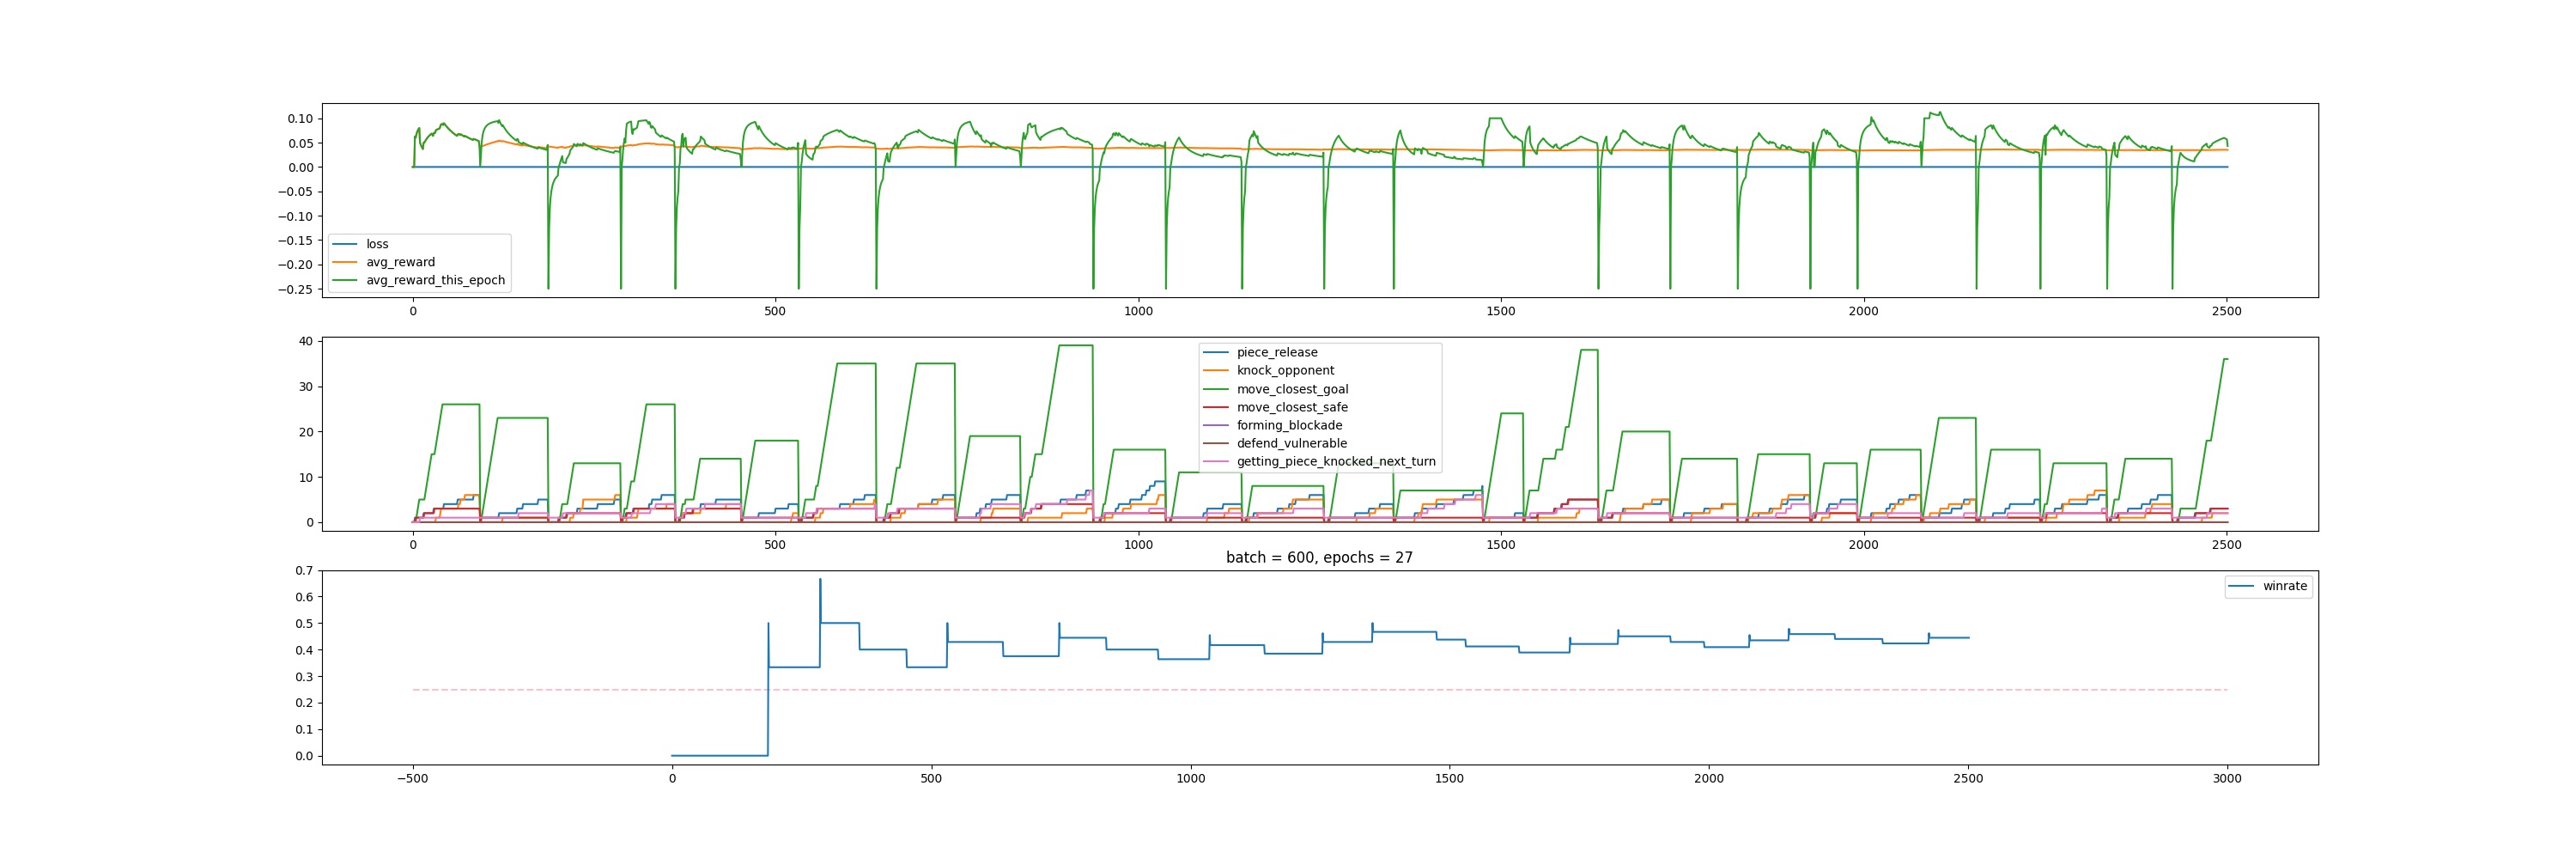 0.10
0.05
0.00
−0.05
−0.10
−0.15
−0.20
−0.25
loss
avg_reward
avg_reward_this_epoch
0 500 1000 1500 2000 2500
40
30
20
10
0
piece_release
knock_opponent
move_closest_goal
move_closest_safe
forming_blockade
defend_vulnerable
getting_piece_knocked_next_turn
0 500 1000 1500 2000 2500
batch = 600, epochs = 27
0.7
0.6
0.5
0.4
0.3
0.2
0.1
0.0
winrate
−500 0 500 1000 1500 2000 2500 3000